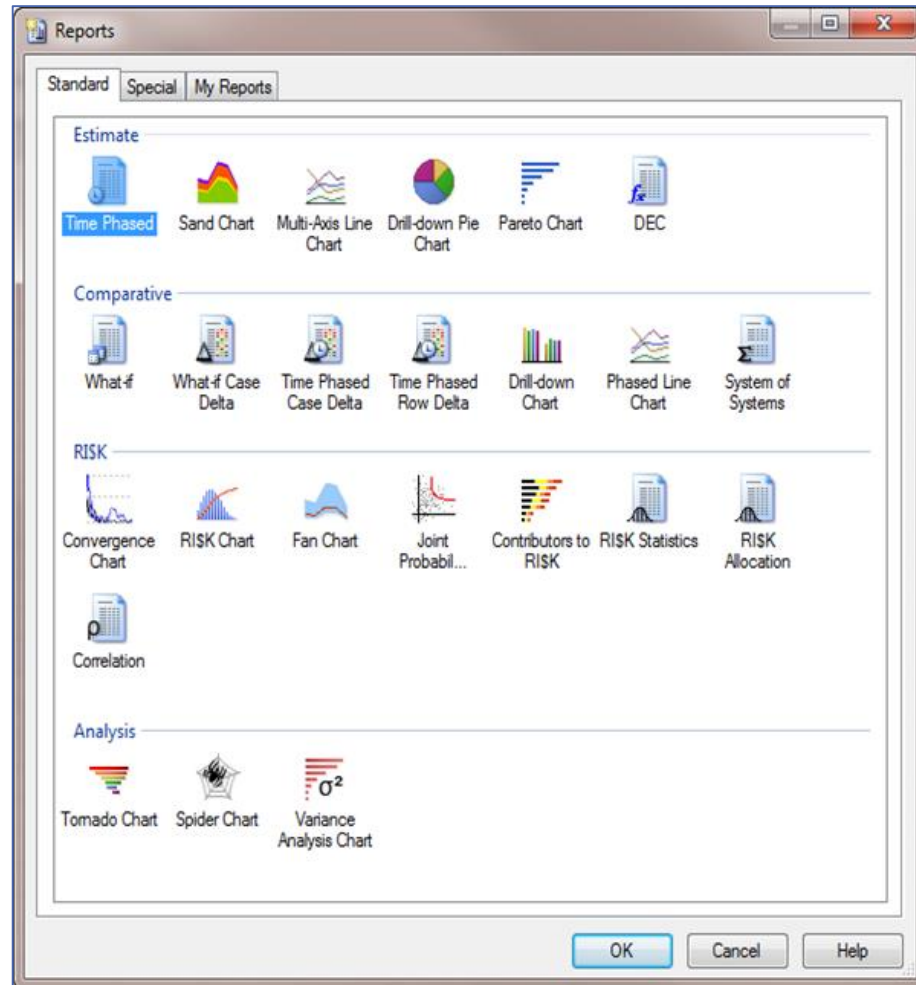 Reports
Standard Special My Reports
Estimate
Time Phased Sand Chart Multi-Axis Line Chart Drill-down Pie Chart Pareto Chart DEC
Comparative
What-if What-if Case Delta Time Phased Case Delta Time Phased Row Delta Drill-down Chart Phased Line Chart System of Systems
RI$K
Convergence Chart RI$K Chart Fan Chart Joint Probabil... Contributors to RI$K RI$K Statistics RI$K Allocation
ρ
Correlation
Analysis
σ²
Tornado Chart Spider Chart Variance Analysis Chart
OK Cancel Help